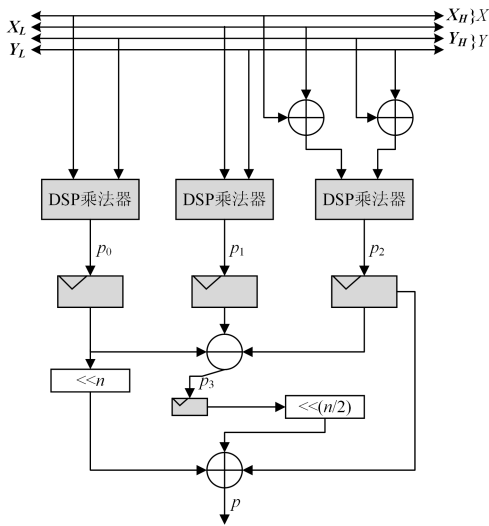 X_H}X
X_L
Y_H}Y
Y_L
DSP乘法器 DSP乘法器 DSP乘法器
p_0 p_1 p_2
<<n
p_3
<<(n/2)
p